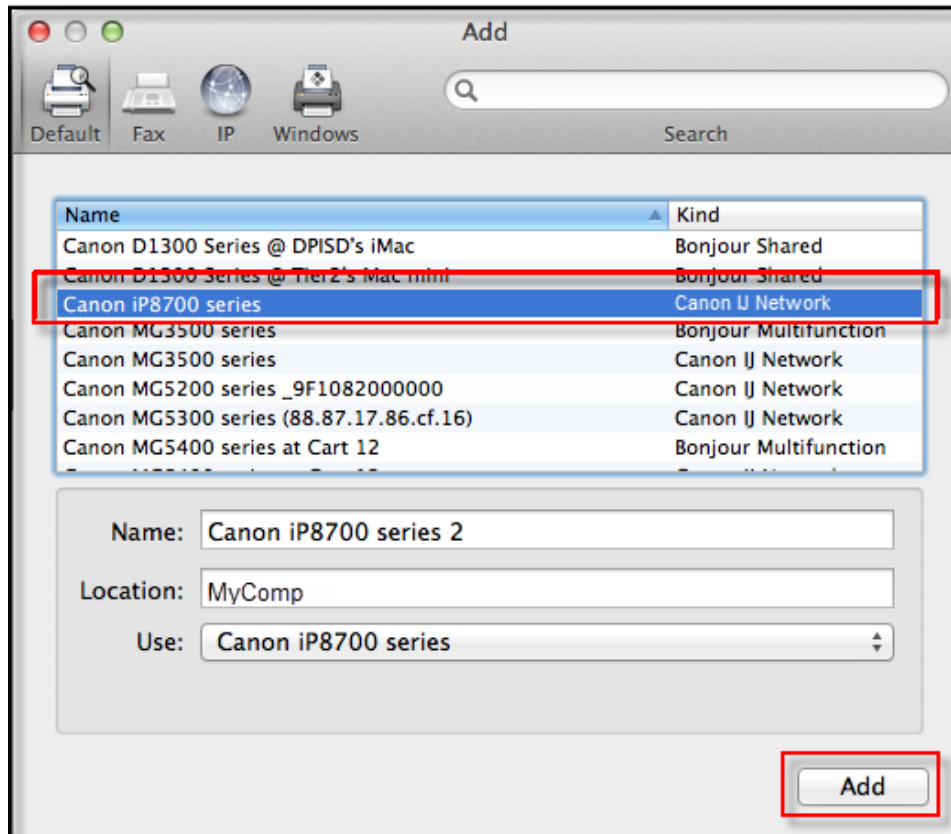 Add
Default Fax IP Windows Search
Name Kind
Canon D1300 Series @ DPISD's iMac Bonjour Shared
Canon D1300 Series @ Tier2's Mac mini Bonjour Shared
Canon iP8700 series Canon IJ Network
Canon MG3500 series Bonjour Multifunction
Canon MG3500 series Canon IJ Network
Canon MG5200 series _9F1082000000 Canon IJ Network
Canon MG5300 series (88.87.17.86.cf.16) Canon IJ Network
Canon MG5400 series at Cart 12 Bonjour Multifunction
Name: Canon iP8700 series 2
Location: MyComp
Use: Canon iP8700 series
Add